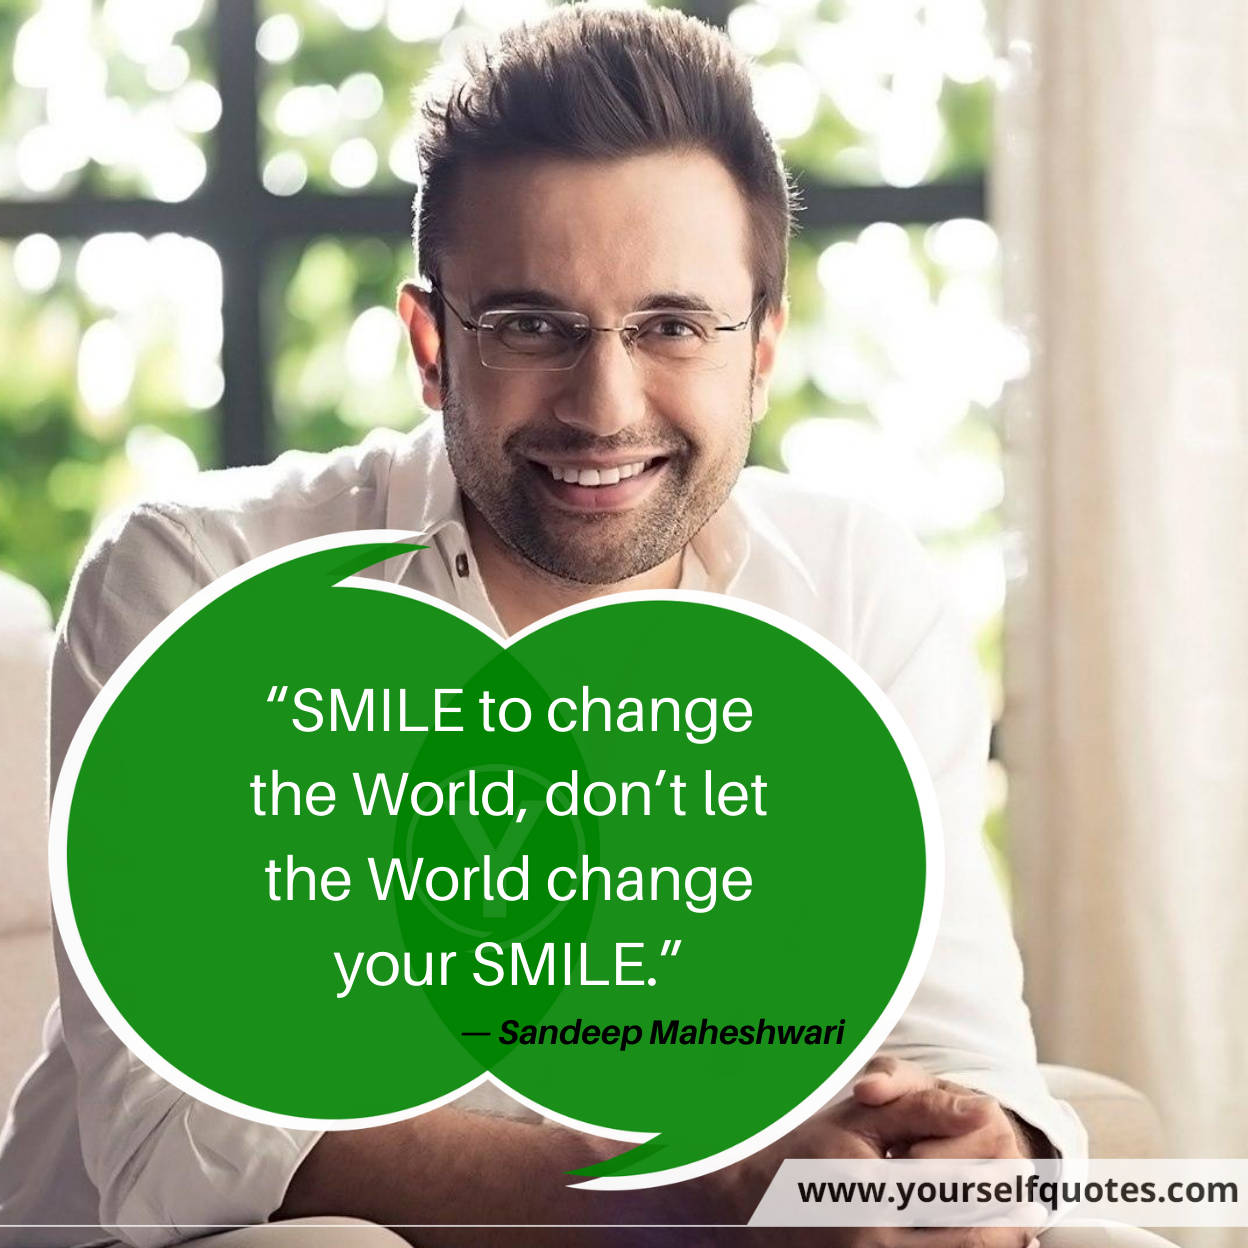 “SMILE to change
the World, don’t let
the World change
your SMILE.”
— Sandeep Maheshwari
www.yourselfquotes.com